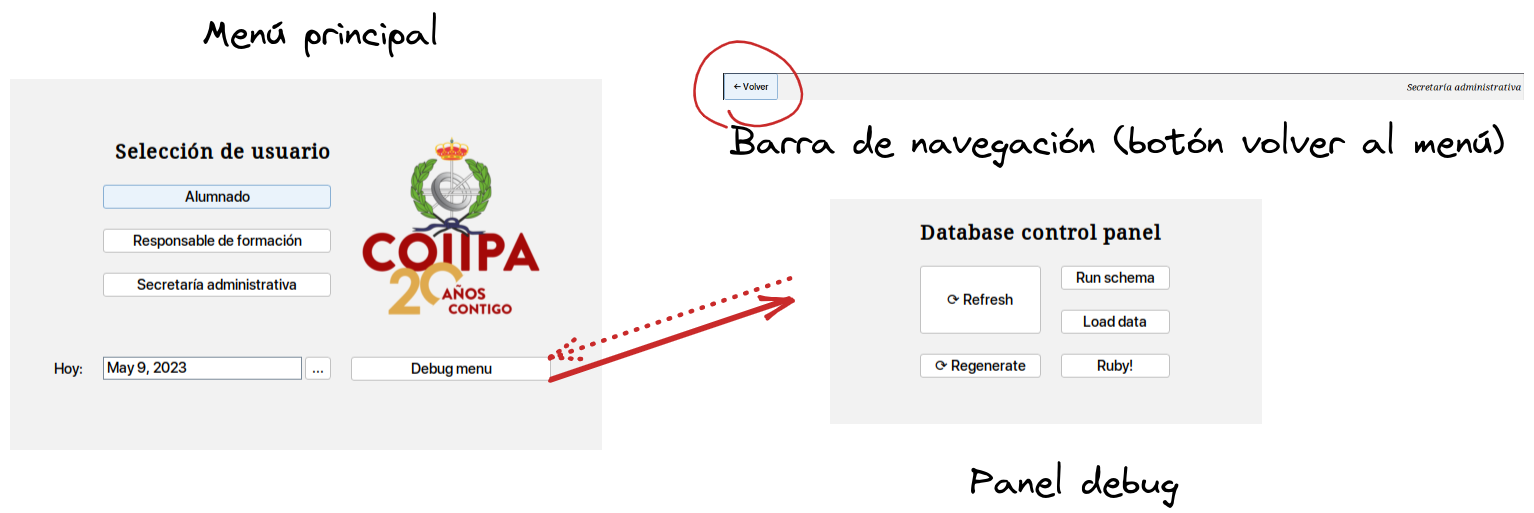 Menú principal
Selección de usuario
Alumnado
Responsable de formación
Secretaría administrativa
COIIPA
20 AÑOS
CONTIGO
Hoy: May 9, 2023 ... Debug menu
← Volver Secretaría administrativa
Barra de navegación (botón volver al menú)
Database control panel
⟳ Refresh
Run schema
Load data
⟳ Regenerate
Ruby!
Panel debug